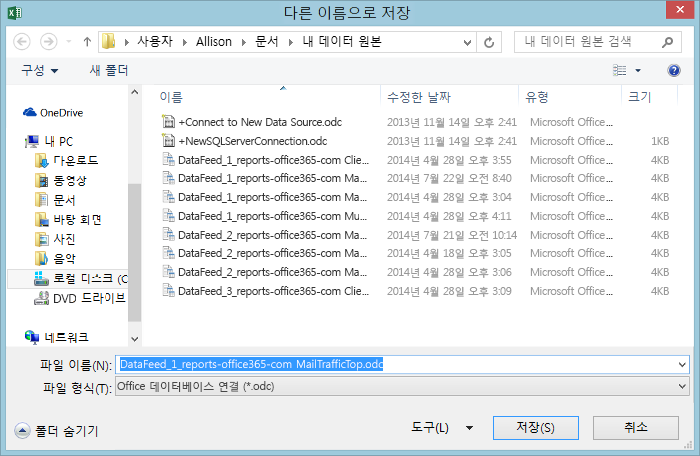 다른 이름으로 저장
사용자 Allison 문서 내 데이터 원본 내 데이터 원본 검색
구성 새 폴더
이름 수정한 날짜 유형 크기
+Connect to New Data Source.odc 2013년 11월 14일 오후 2:41 Microsoft Office...
+NewSQLServerConnection.odc 2013년 11월 14일 오후 2:41 Microsoft Office... 1KB
DataFeed_1_reports-office365-com Clie... 2014년 4월 28일 오후 3:55 Microsoft Office... 4KB
DataFeed_1_reports-office365-com Ma... 2014년 7월 22일 오전 8:40 Microsoft Office... 4KB
DataFeed_1_reports-office365-com Ma... 2014년 4월 28일 오후 3:04 Microsoft Office... 4KB
DataFeed_1_reports-office365-com Mu... 2014년 4월 28일 오후 4:11 Microsoft Office... 4KB
DataFeed_2_reports-office365-com Ma... 2014년 7월 21일 오전 10:14 Microsoft Office... 4KB
DataFeed_2_reports-office365-com Ma... 2014년 4월 18일 오후 3:05 Microsoft Office... 4KB
DataFeed_2_reports-office365-com Ma... 2014년 4월 28일 오후 3:06 Microsoft Office... 4KB
DataFeed_3_reports-office365-com Clie... 2014년 4월 28일 오후 3:09 Microsoft Office... 4KB
OneDrive
내 PC
다운로드
동영상
문서
바탕 화면
사진
음악
로컬 디스크 (C
DVD 드라이브
네트워크
파일 이름(N): DataFeed_1_reports-office365-com MailTrafficTop.odc
파일 형식(T): Office 데이터베이스 연결 (*.odc)
폴더 숨기기 도구(L) 저장(S) 취소